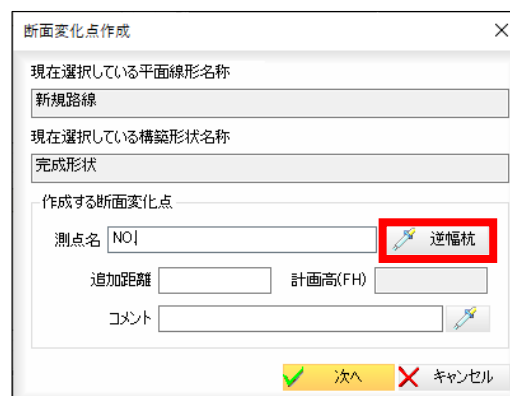 断面変化点作成
現在選択している平面線形名称
新規路線
現在選択している構築形状名称
完成形状
作成する断面変化点
測点名 NO. 逆幅杭
追加距離 計画高(FH)
コメント
次へ キャンセル